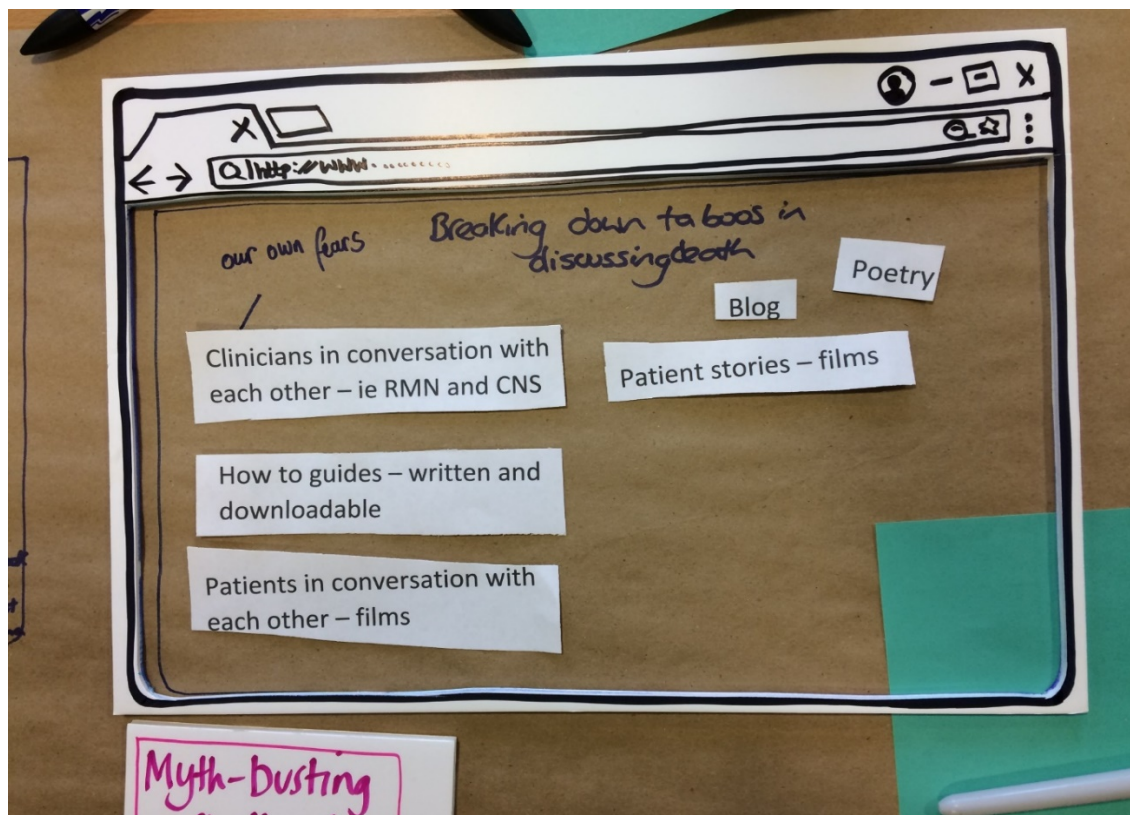 http://www.........
our own fears
Breaking down taboos in
discussing death
Poetry
Blog
Clinicians in conversation with
each other – ie RMN and CNS
Patient stories – films
How to guides – written and
downloadable
Patients in conversation with
each other – films
Myth-busting